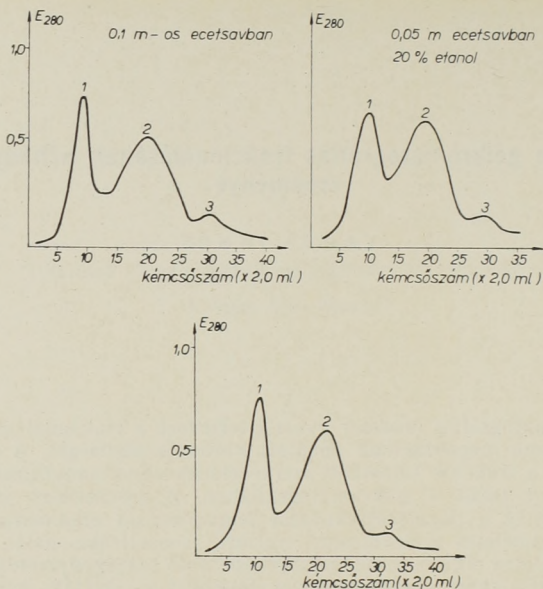 E280
0,1 m-os ecetsavban
1,0
1
2
0,5
3
5 10 15 20 25 30 35 40
kémcsőszám (x 2,0 ml)
E280
0,05 m ecetsavban
20 % etanol
1
2
3
5 10 15 20 25 30 35
kémcsőszám (x 2,0 ml)
E280
1,0
1
2
0,5
3
5 10 15 20 25 30 35 40
kémcsőszám (x 2,0 ml)